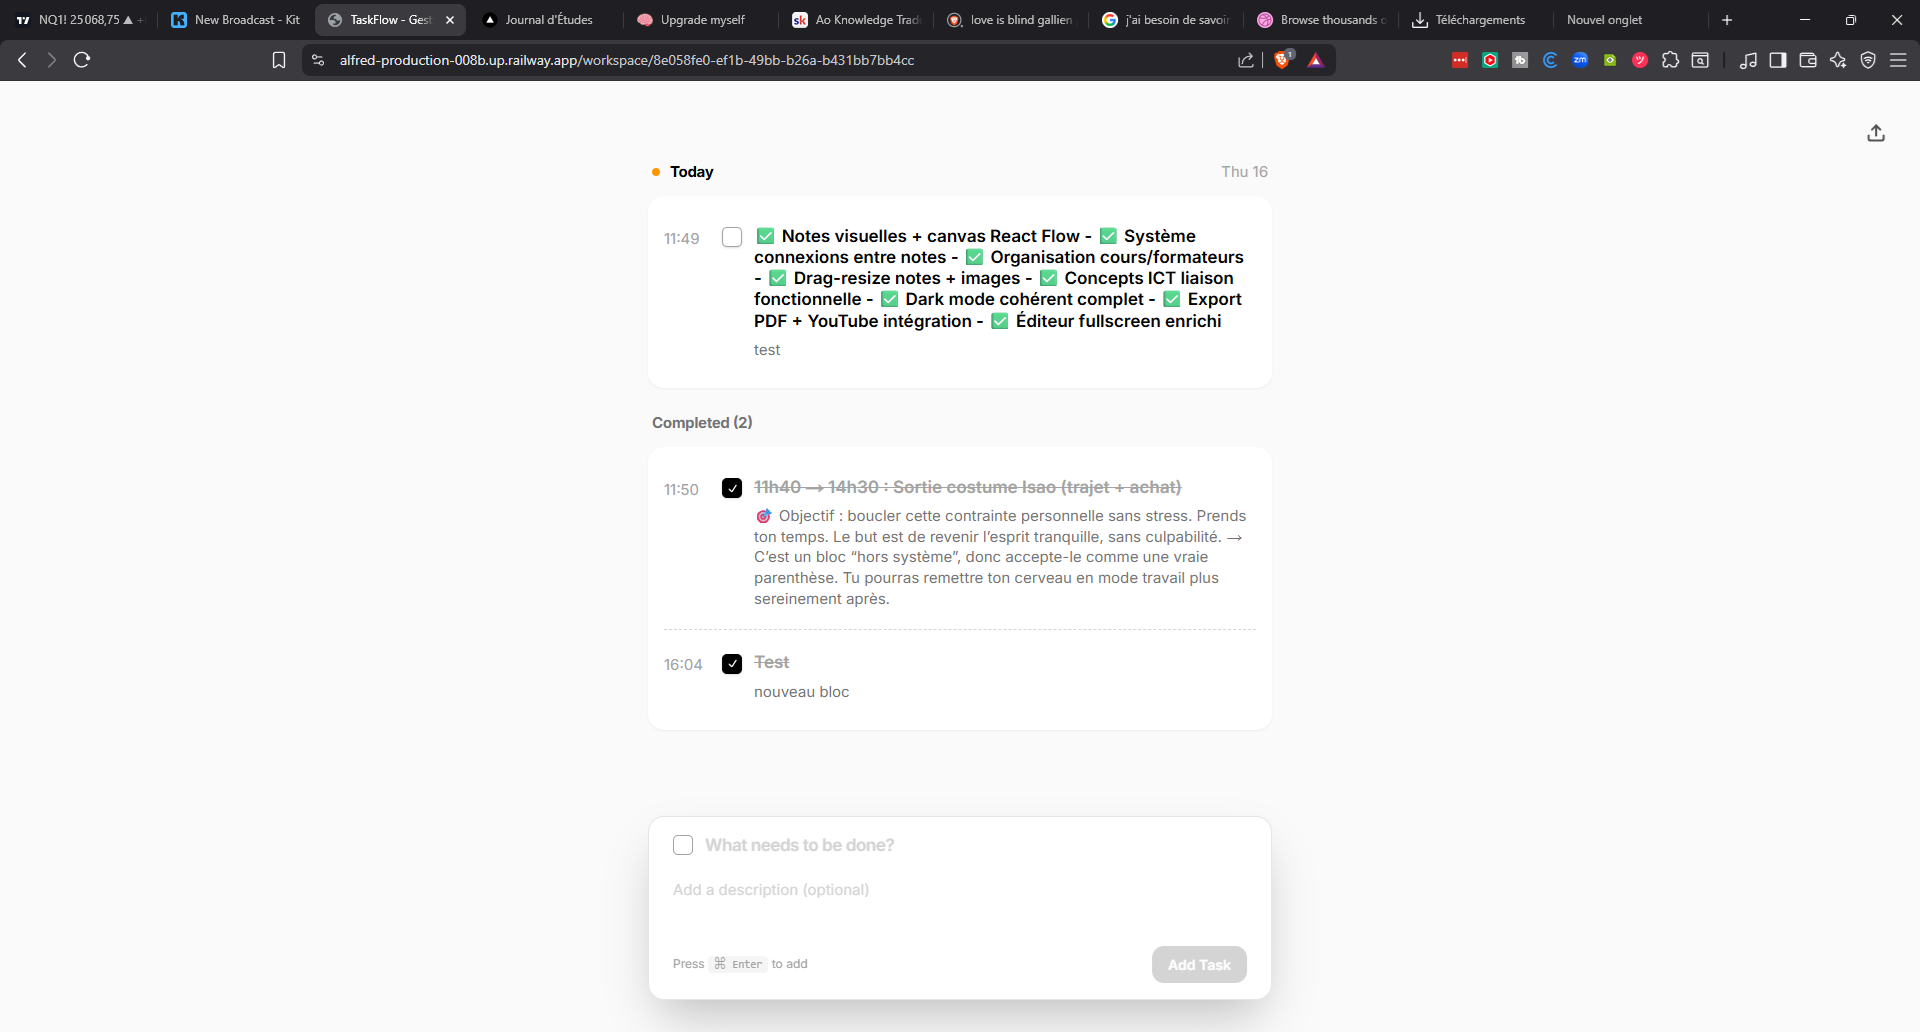 NQ1! 25 068,75 ▲ +
New Broadcast - Kit
TaskFlow - Gest
Journal d'Études
Upgrade myself
Ao Knowledge Trad
love is blind gallien
j'ai besoin de savoir
Browse thousands o
Téléchargements
Nouvel onglet
alfred-production-008b.up.railway.app/workspace/8e058fe0-ef1b-49bb-b26a-b431bb7bb4cc
Today
Thu 16
11:49
✅ Notes visuelles + canvas React Flow - ✅ Système
connexions entre notes - ✅ Organisation cours/formateurs
- ✅ Drag-resize notes + images - ✅ Concepts ICT liaison
fonctionnelle - ✅ Dark mode cohérent complet - ✅ Export
PDF + YouTube intégration - ✅ Éditeur fullscreen enrichi
test
Completed (2)
11:50
11h40 → 14h30 : Sortie costume Isao (trajet + achat)
🎯 Objectif : boucler cette contrainte personnelle sans stress. Prends
ton temps. Le but est de revenir l’esprit tranquille, sans culpabilité. →
C’est un bloc “hors système”, donc accepte-le comme une vraie
parenthèse. Tu pourras remettre ton cerveau en mode travail plus
sereinement après.
16:04
Test
nouveau bloc
What needs to be done?
Add a description (optional)
Press ⌘ Enter to add
Add Task